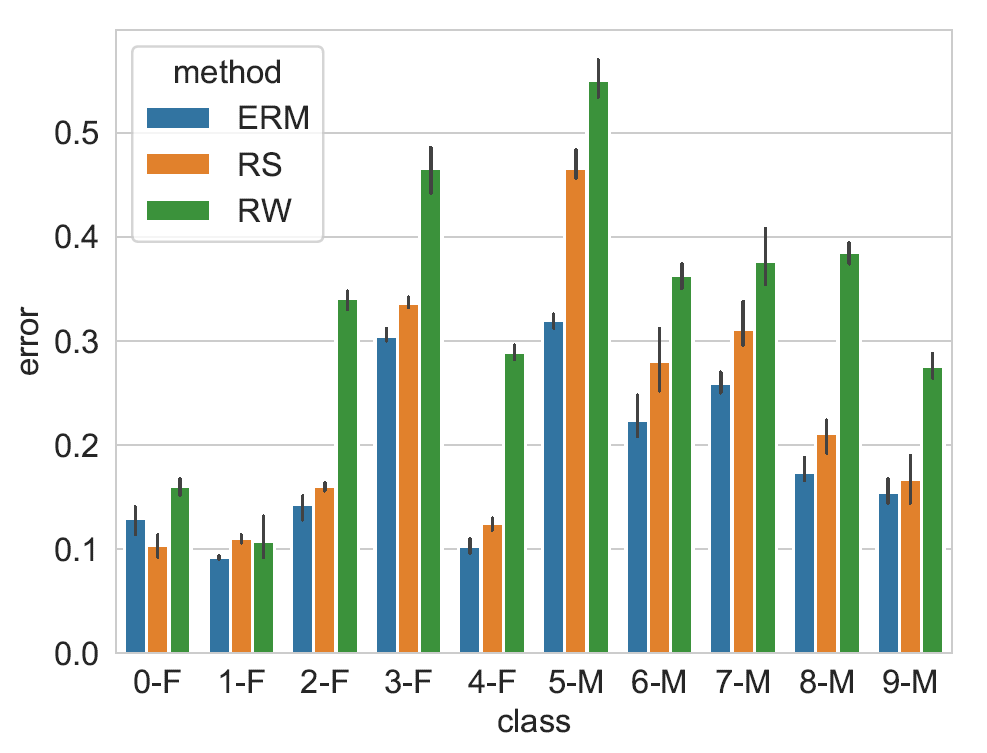 method
ERM
RS
RW
error
0.5
0.4
0.3
0.2
0.1
0.0
0-F 1-F 2-F 3-F 4-F 5-M 6-M 7-M 8-M 9-M
class